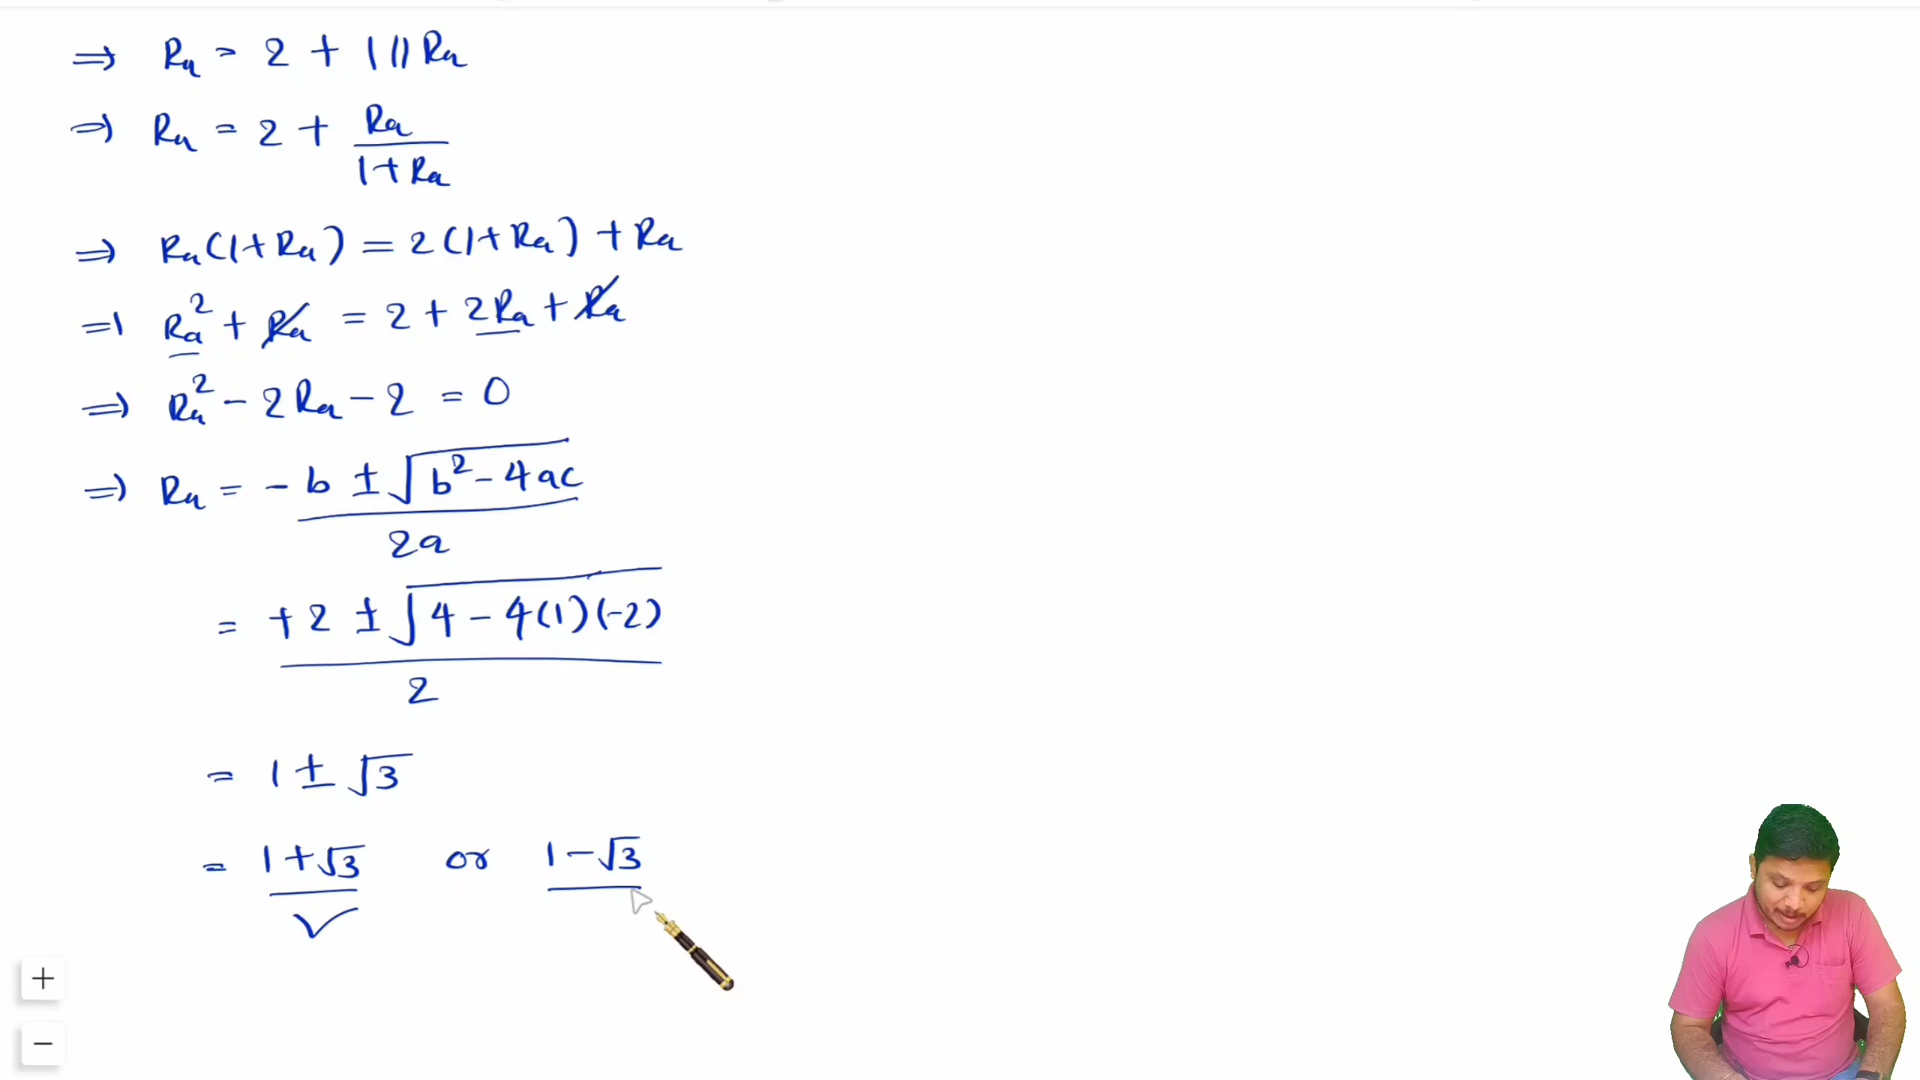 ⇒ Ra = 2 + 1 || Ra
⇒ Ra = 2 + Ra / (1 + Ra)
⇒ Ra(1+Ra) = 2(1+Ra) + Ra
⇒ Ra² + Ra = 2 + 2Ra + Ra
⇒ Ra² - 2Ra - 2 = 0
⇒ Ra = -b ± √(b² - 4ac) / 2a
= +2 ± √(4 - 4(1)(-2)) / 2
= 1 ± √3
= 1+√3 or 1-√3